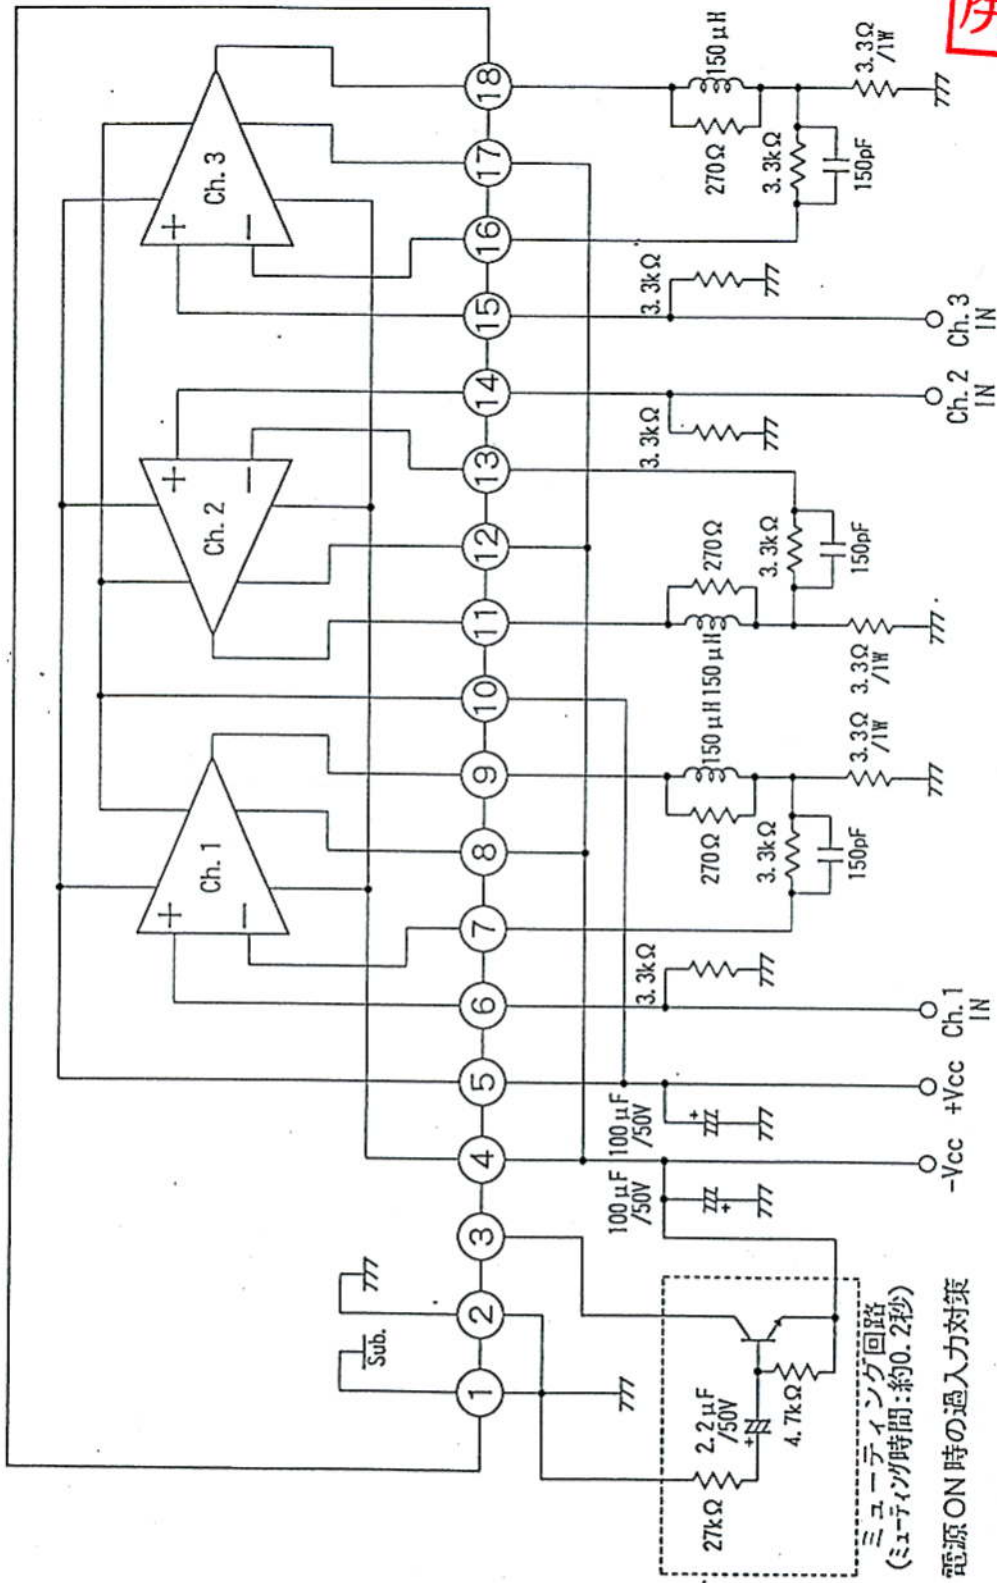 Ch. 1
Ch. 2
Ch. 3
+
−
+
−
+
−
Sub.
1
2
3
4
5
6
7
8
9
10
11
12
13
14
15
16
17
18
27kΩ
2.2μF
/50V
+
4.7kΩ
ミューティング回路
(ミューティング時間:約0.2秒)
電源ON時の過入力対策
100μF
/50V
+
100μF
/50V
+
-Vcc
+Vcc
3.3kΩ
Ch. 1
IN
270Ω
150μH
3.3kΩ
150pF
3.3Ω
/1W
150μH
270Ω
3.3kΩ
150pF
3.3Ω
/1W
3.3kΩ
Ch. 2
IN
3.3kΩ
Ch. 3
IN
270Ω
150μH
3.3kΩ
150pF
3.3Ω
/1W